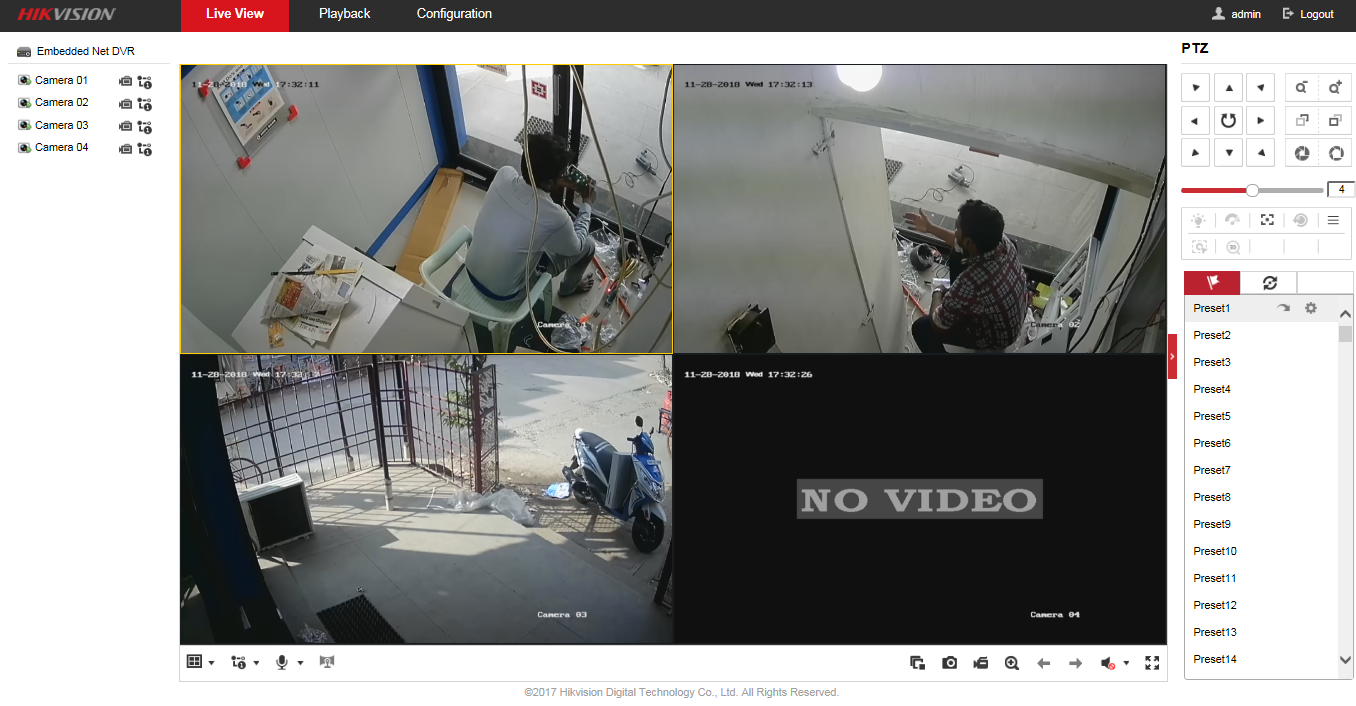 HIKVISION
Live View
Playback
Configuration
admin
Logout
Embedded Net DVR
Camera 01
Camera 02
Camera 03
Camera 04
11-28-2018 Wed 17:32:11
11-28-2018 Wed 17:32:13
Camera 01
Camera 02
11-28-2018 Wed 17:32:
11-28-2018 Wed 17:32:26
NO VIDEO
Camera 03
Camera 04
PTZ
4
Preset1
Preset2
Preset3
Preset4
Preset5
Preset6
Preset7
Preset8
Preset9
Preset10
Preset11
Preset12
Preset13
Preset14
©2017 Hikvision Digital Technology Co., Ltd. All Rights Reserved.